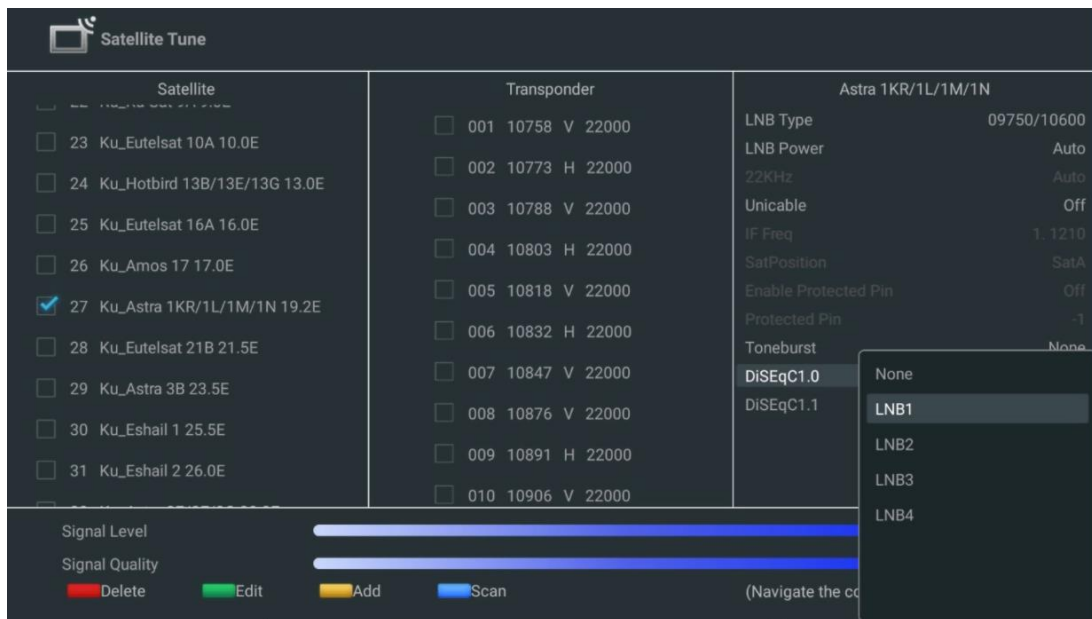 Satellite Tune
Satellite
23 Ku_Eutelsat 10A 10.0E
24 Ku_Hotbird 13B/13E/13G 13.0E
25 Ku_Eutelsat 16A 16.0E
26 Ku_Amos 17 17.0E
27 Ku_Astra 1KR/1L/1M/1N 19.2E
28 Ku_Eutelsat 21B 21.5E
29 Ku_Astra 3B 23.5E
30 Ku_Eshail 1 25.5E
31 Ku_Eshail 2 26.0E
Transponder
001 10758 V 22000
002 10773 H 22000
003 10788 V 22000
004 10803 H 22000
005 10818 V 22000
006 10832 H 22000
007 10847 V 22000
008 10876 V 22000
009 10891 H 22000
010 10906 V 22000
Astra 1KR/1L/1M/1N
LNB Type 09750/10600
LNB Power Auto
22KHz Auto
Unicable Off
IF Freq 1. 1210
SatPosition SatA
Enable Protected Pin Off
Protected Pin -1
Toneburst None
DiSEqC1.0
DiSEqC1.1
None
LNB1
LNB2
LNB3
LNB4
Signal Level
Signal Quality
Delete Edit Add Scan (Navigate the